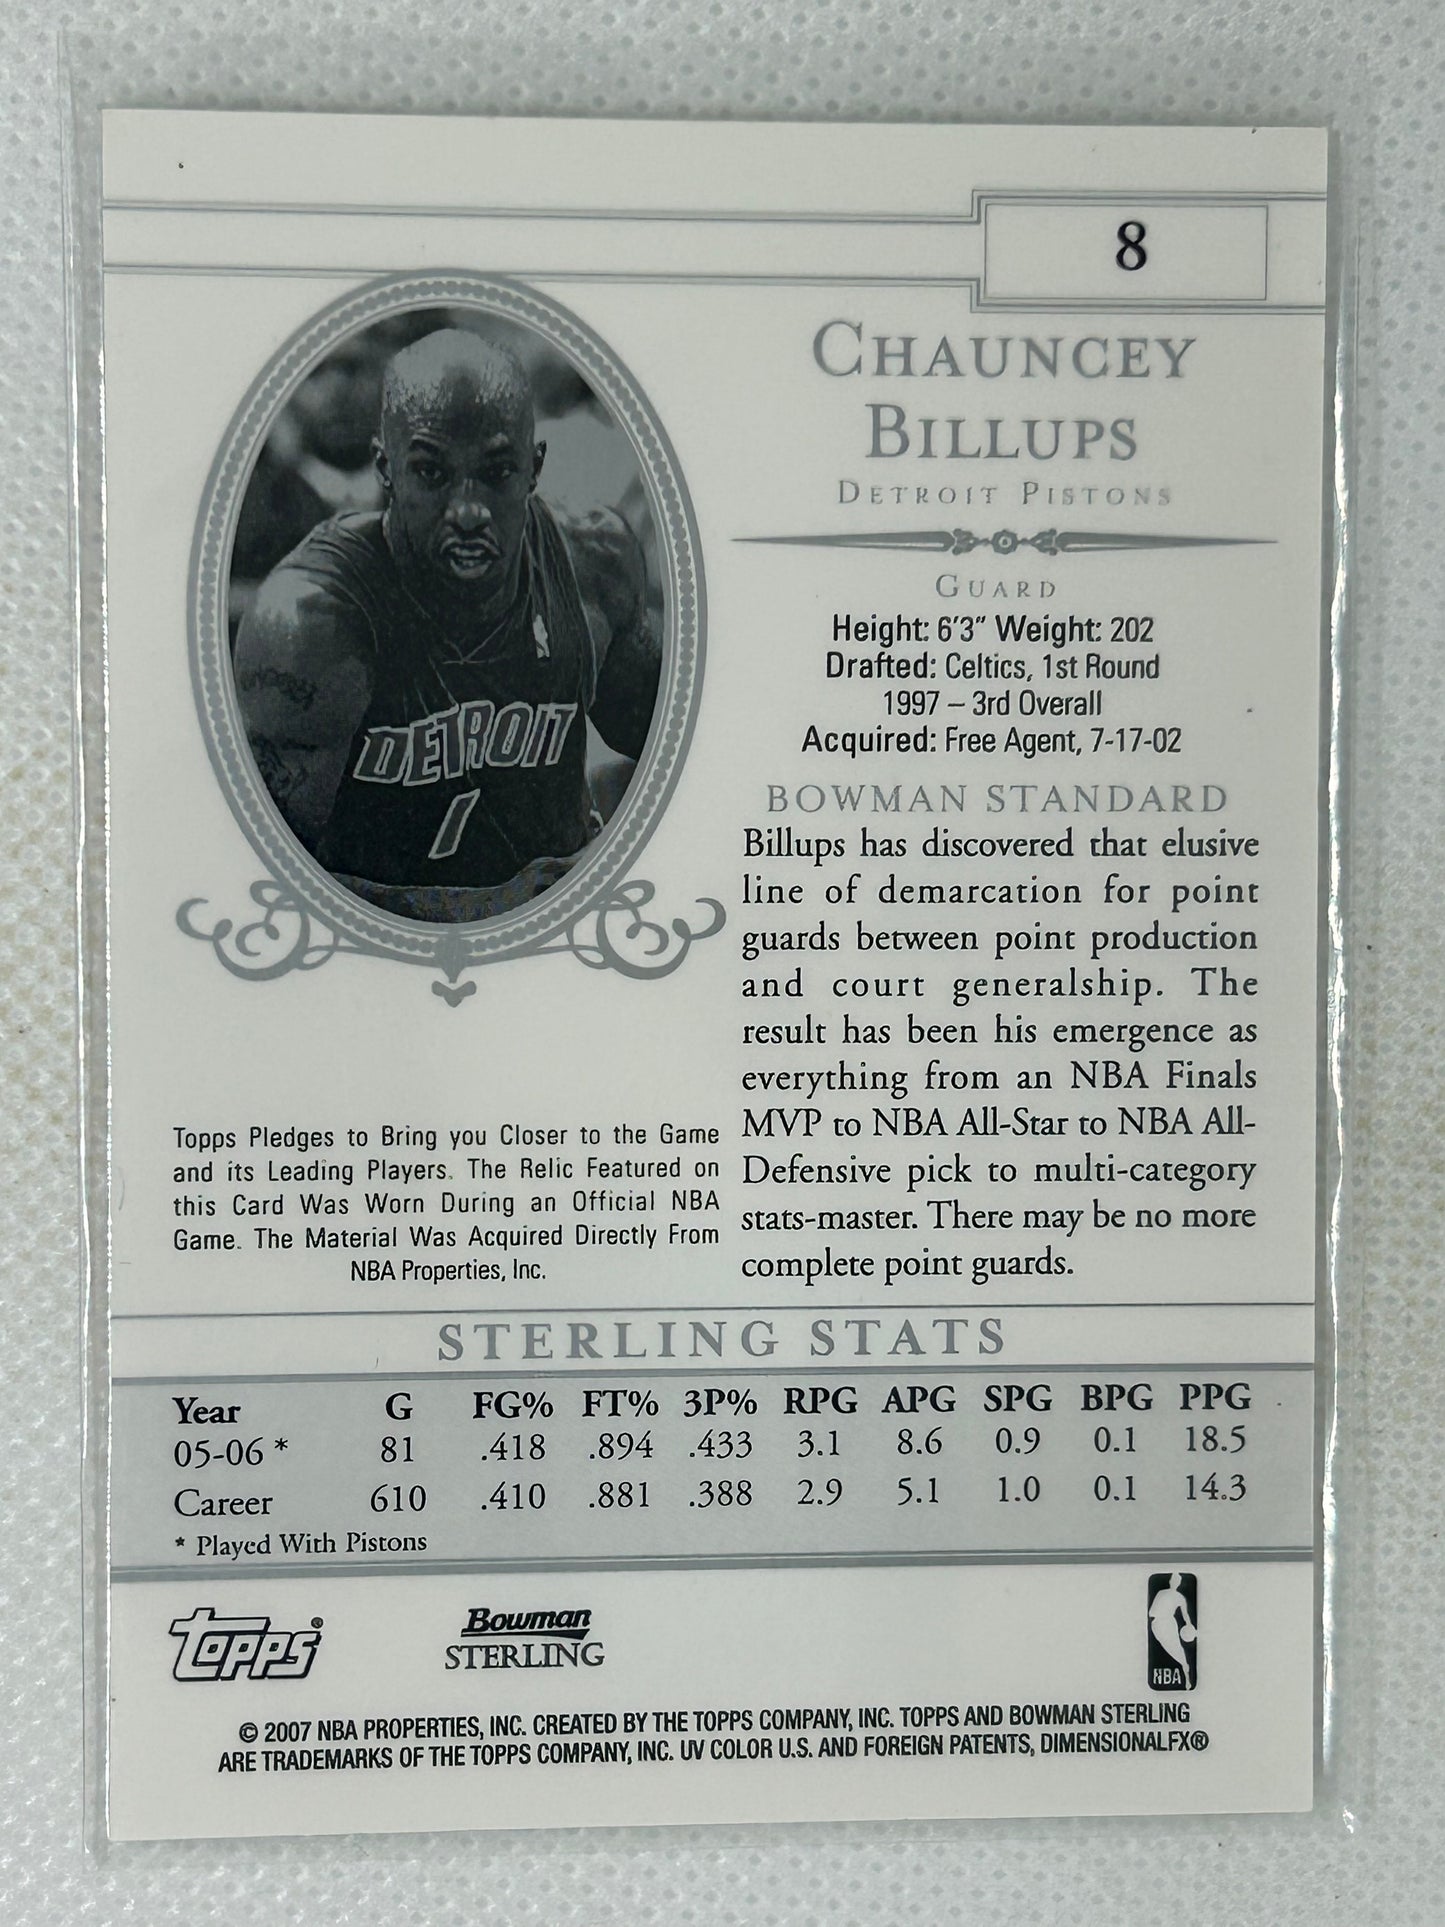 8
CHAUNCEY
BILLUPS
DETROIT PISTONS
GUARD
Height: 6'3" Weight: 202
Drafted: Celtics, 1st Round
1997 – 3rd Overall
Acquired: Free Agent, 7-17-02
DETROIT
1
BOWMAN STANDARD
Billups has discovered that elusive
line of demarcation for point
guards between point production
and court generalship. The
result has been his emergence as
everything from an NBA Finals
MVP to NBA All-Star to NBA All-
Defensive pick to multi-category
stats-master. There may be no more
complete point guards.
Topps Pledges to Bring you Closer to the Game
and its Leading Players. The Relic Featured on
this Card Was Worn During an Official NBA
Game. The Material Was Acquired Directly From
NBA Properties, Inc.
STERLING STATS
Year G FG% FT% 3P% RPG APG SPG BPG PPG
05-06 * 81 .418 .894 .433 3.1 8.6 0.9 0.1 18.5
Career 610 .410 .881 .388 2.9 5.1 1.0 0.1 14.3
* Played With Pistons
Topps®
Bowman
STERLING
NBA
© 2007 NBA PROPERTIES, INC. CREATED BY THE TOPPS COMPANY, INC. TOPPS AND BOWMAN STERLING
ARE TRADEMARKS OF THE TOPPS COMPANY, INC. UV COLOR U.S. AND FOREIGN PATENTS, DIMENSIONALFX®